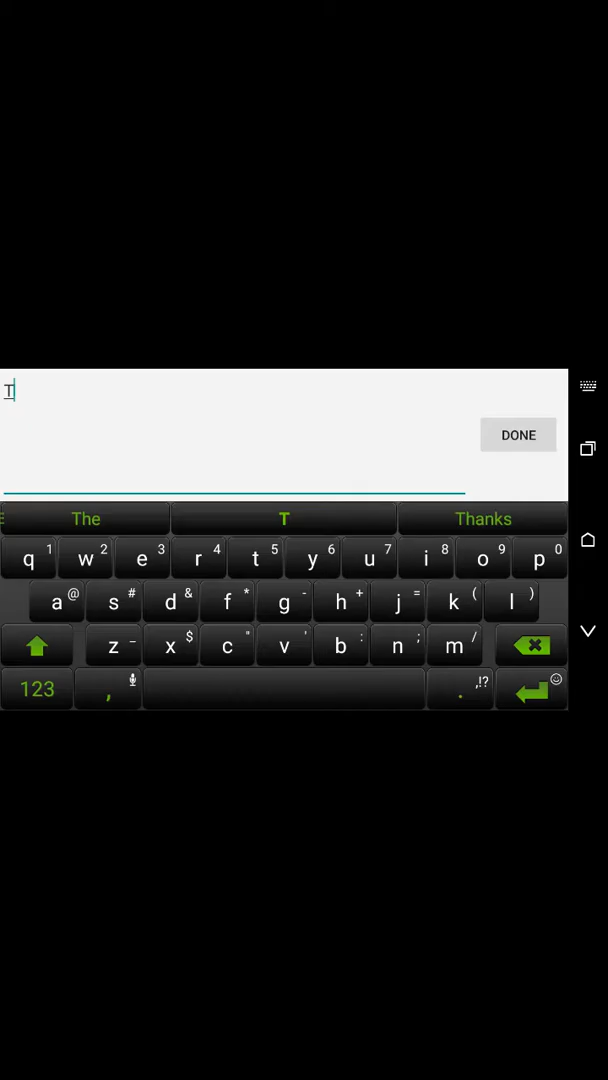 T
DONE
The T Thanks
q 1 w 2 e 3 r 4 t 5 y 6 u 7 i 8 o 9 p 0
a @ s # d & f * g - h + j = k ( l )
z _ x $ c " v ' b : n ; m /
123 , . ,!?